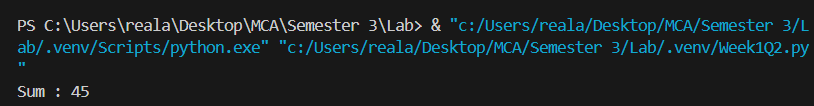 PS C:\Users\reala\Desktop\MCA\Semester 3\Lab> & "c:/Users/reala/Desktop/MCA/Semester 3/L
ab/.venv/Scripts/python.exe" "c:/Users/reala/Desktop/MCA/Semester 3/Lab/.venv/Week1Q2.py
"
Sum : 45